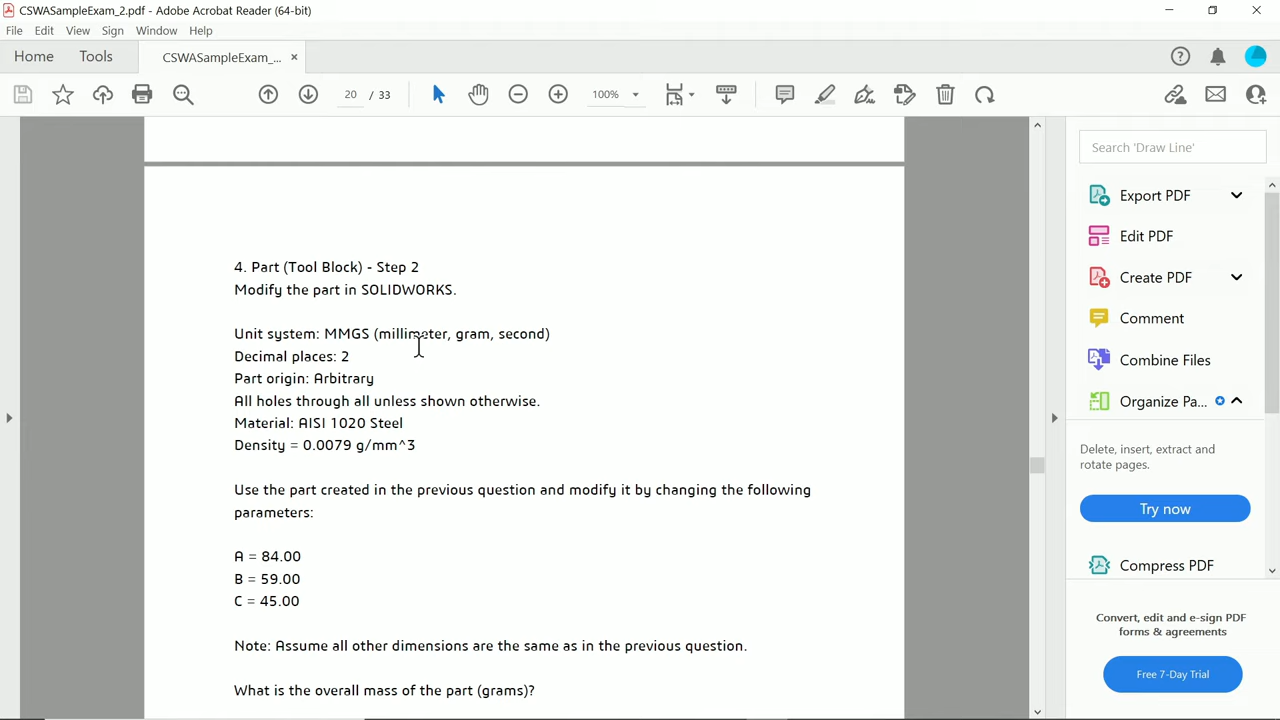 CSWASampleExam_2.pdf - Adobe Acrobat Reader (64-bit)
File Edit View Sign Window Help
Home Tools CSWASampleExam_... ×
20 / 33 100%
4. Part (Tool Block) - Step 2
Modify the part in SOLIDWORKS.
Unit system: MMGS (millimeter, gram, second)
Decimal places: 2
Part origin: Arbitrary
All holes through all unless shown otherwise.
Material: AISI 1020 Steel
Density = 0.0079 g/mm^3
Use the part created in the previous question and modify it by changing the following
parameters:
A = 84.00
B = 59.00
C = 45.00
Note: Assume all other dimensions are the same as in the previous question.
What is the overall mass of the part (grams)?
Search 'Draw Line'
Export PDF
Edit PDF
Create PDF
Comment
Combine Files
Organize Pa...
Delete, insert, extract and
rotate pages.
Try now
Compress PDF
Convert, edit and e-sign PDF
forms & agreements
Free 7-Day Trial